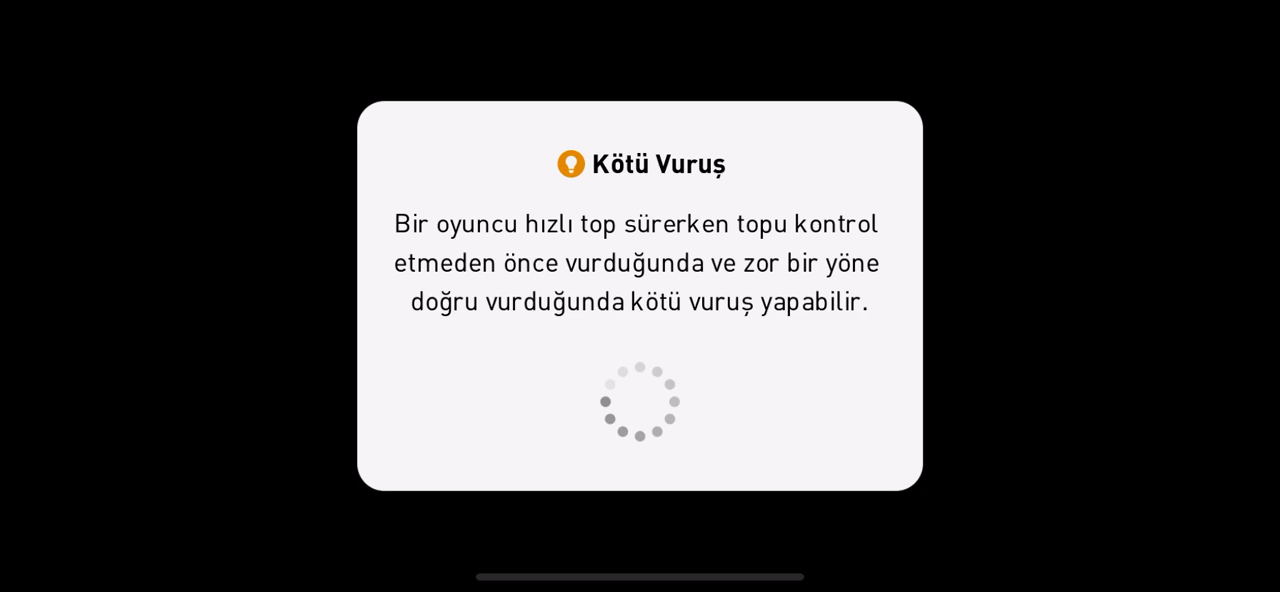 Kötü Vuruş
Bir oyuncu hızlı top sürerken topu kontrol
etmeden önce vurduğunda ve zor bir yöne
doğru vurduğunda kötü vuruş yapabilir.